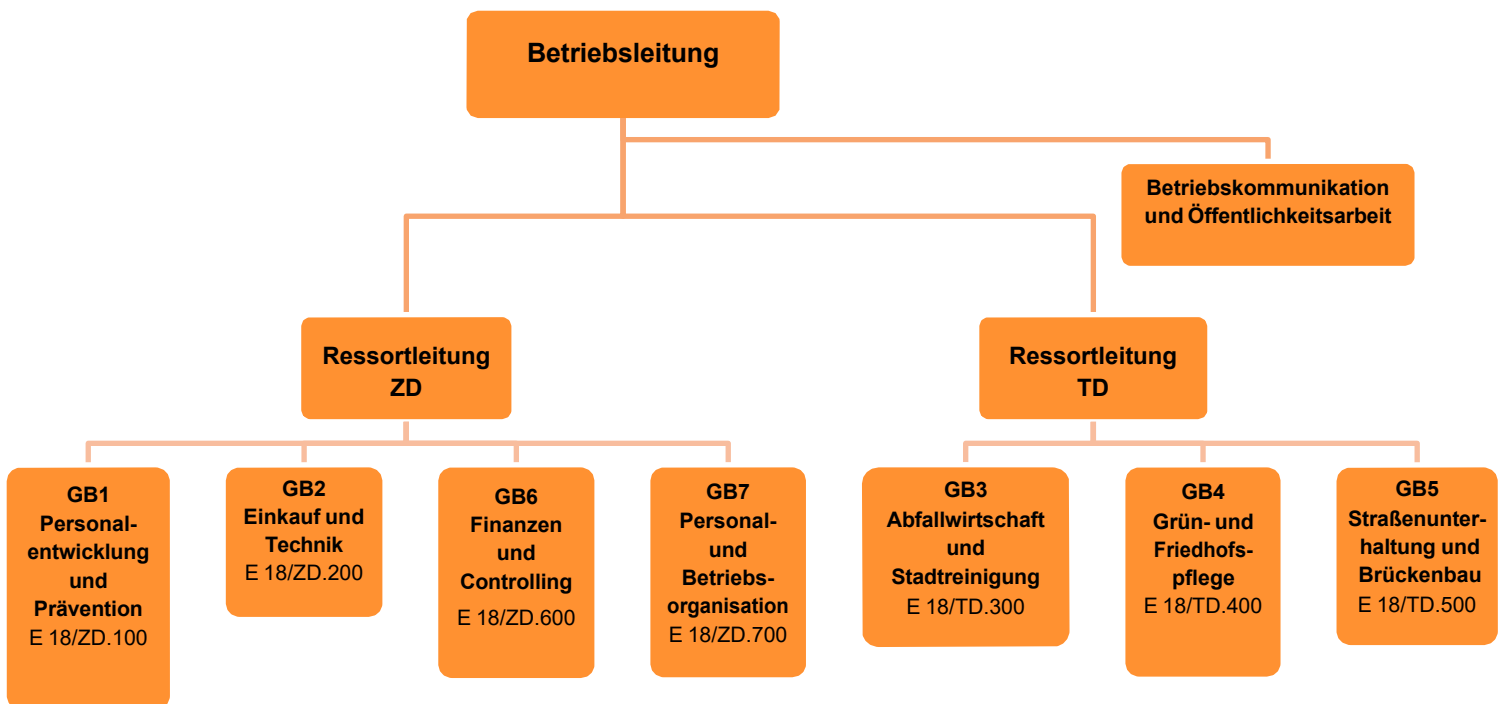 Betriebsleitung
Betriebskommunikation
und Öffentlichkeitsarbeit
Ressortleitung
ZD
Ressortleitung
TD
GB1
Personal-
entwicklung
und
Prävention
E 18/ZD.100
GB2
Einkauf und
Technik
E 18/ZD.200
GB6
Finanzen
und
Controlling
E 18/ZD.600
GB7
Personal-
und
Betriebs-
organisation
E 18/ZD.700
GB3
Abfallwirtschaft
und
Stadtreinigung
E 18/TD.300
GB4
Grün- und
Friedhofs-
pflege
E 18/TD.400
GB5
Straßenunter-
haltung und
Brückenbau
E 18/TD.500